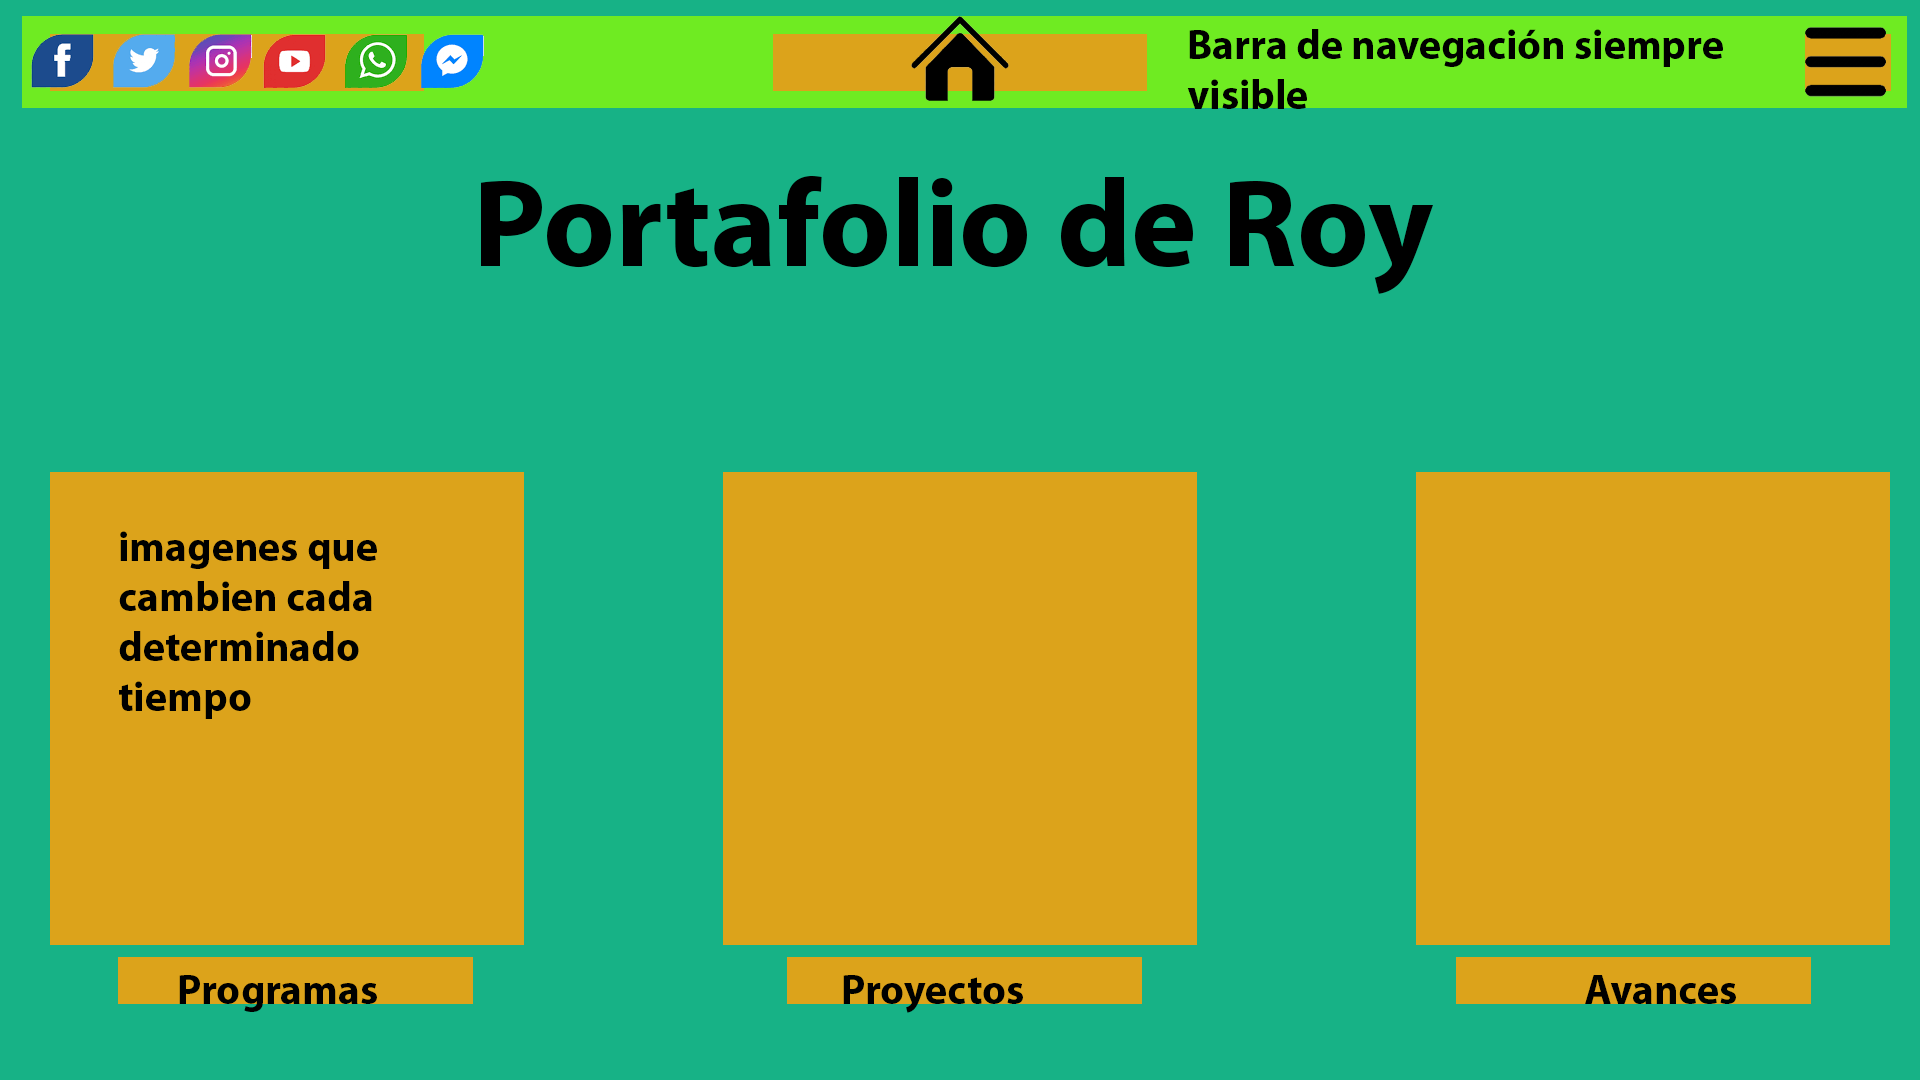 Barra de navegación siempre
visible
Portafolio de Roy
imagenes que
cambien cada
determinado
tiempo
Programas
Proyectos
Avances